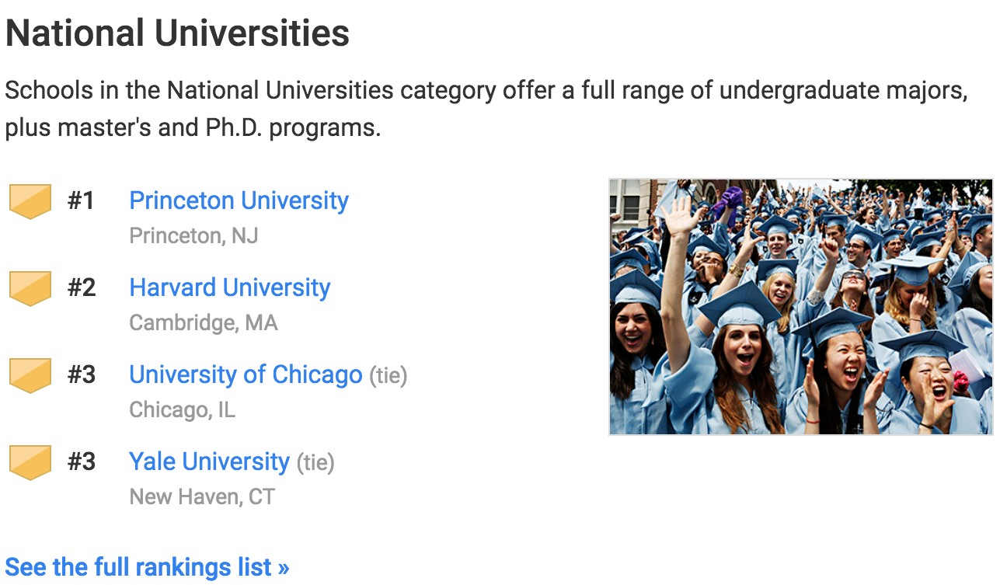 National Universities
Schools in the National Universities category offer a full range of undergraduate majors,
plus master's and Ph.D. programs.
#1 Princeton University
Princeton, NJ
#2 Harvard University
Cambridge, MA
#3 University of Chicago (tie)
Chicago, IL
#3 Yale University (tie)
New Haven, CT
See the full rankings list »